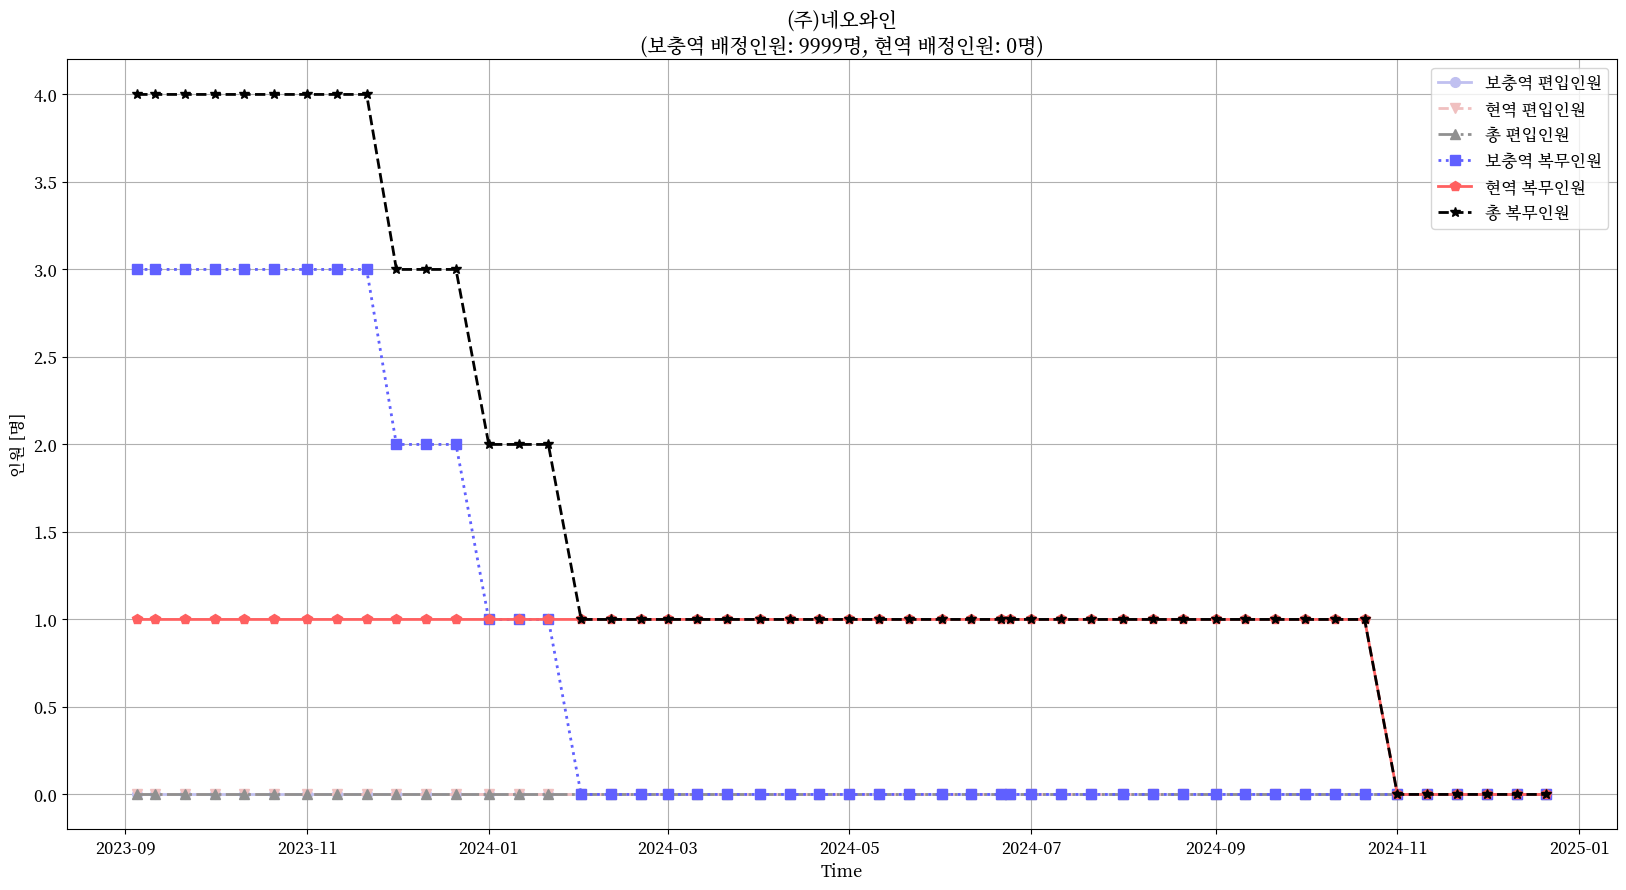 (주)네오와인
(보충역 배정인원: 9999명, 현역 배정인원: 0명)
보충역 편입인원
현역 편입인원
총 편입인원
보충역 복무인원
현역 복무인원
총 복무인원
인원 [명]
4.0
3.5
3.0
2.5
2.0
1.5
1.0
0.5
0.0
2023-09 2023-11 2024-01 2024-03 2024-05 2024-07 2024-09 2024-11 2025-01
Time